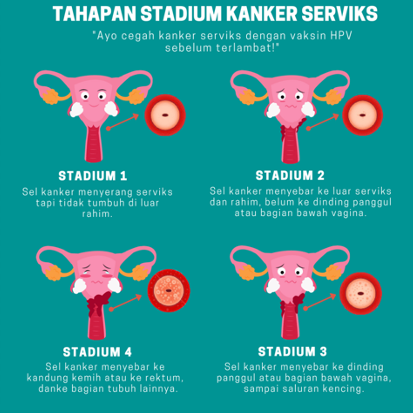 TAHAPAN STADIUM KANKER SERVIKS
"Ayo cegah kanker serviks dengan vaksin HPV
sebelum terlambat!"
STADIUM 1
Sel kanker menyerang serviks
tapi tidak tumbuh di luar
rahim.
STADIUM 2
Sel kanker menyebar ke luar serviks
dan rahim, belum ke dinding panggul
atau bagian bawah vagina.
STADIUM 4
Sel kanker menyebar ke
kandung kemih atau ke rektum,
danke bagian tubuh lainnya.
STADIUM 3
Sel kanker menyebar ke dinding
panggul atau bagian bawah vagina,
sampai saluran kencing.